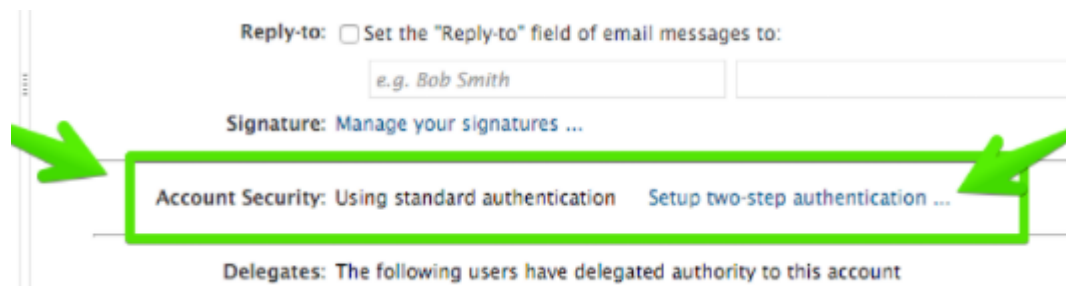 Reply-to: Set the "Reply-to" field of email messages to:
e.g. Bob Smith
Signature: Manage your signatures ...
Account Security: Using standard authentication Setup two-step authentication ...
Delegates: The following users have delegated authority to this account